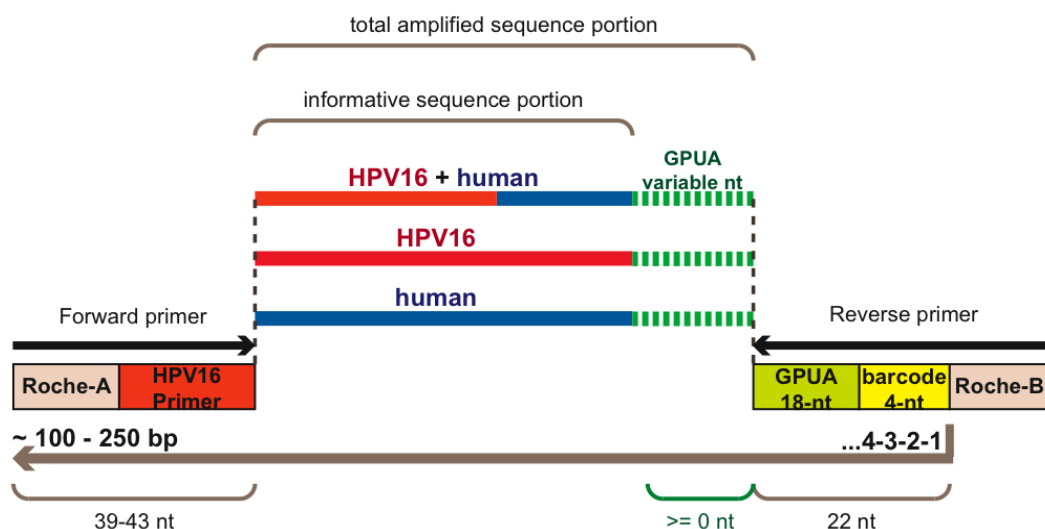 total amplified sequence portion
informative sequence portion
GPUA
variable nt
HPV16 + human
HPV16
human
Forward primer
Reverse primer
Roche-A
HPV16
Primer
GPUA
18-nt
barcode
4-nt
Roche-B
~ 100 - 250 bp
...4-3-2-1
39-43 nt
>= 0 nt
22 nt